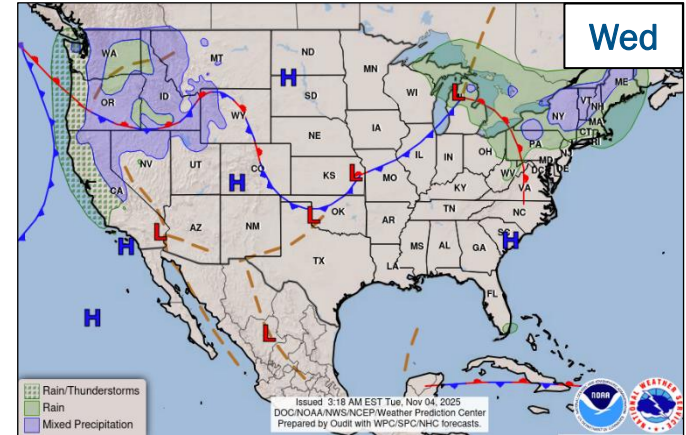 Wed
WA
MT
ND
MN
OR
ID
SD
WI
ME
WY
VT
NH
NY
MA
CT
RI
NE
IA
PA
NJ
NV
UT
CO
IL
IN
OH
MD
DE
DC
WV
VA
CA
KS
MO
KY
AZ
NM
OK
AR
TN
NC
SC
TX
LA
MS
AL
GA
FL
H
H
H
H
H
L
L
L
L
L
Rain/Thunderstorms
Rain
Mixed Precipitation
Issued 3:18 AM EST Tue, Nov 04, 2025
DOC/NOAA/NWS/NCEP/Weather Prediction Center
Prepared by Oudit with WPC/SPC/NHC forecasts.
NOAA
NATIONAL WEATHER SERVICE